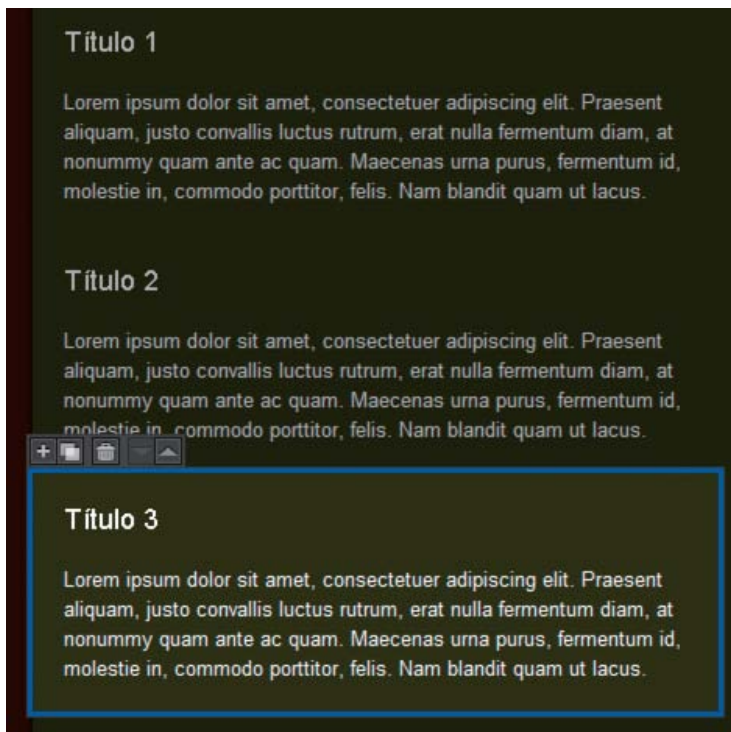 Título 1
Lorem ipsum dolor sit amet, consectetuer adipiscing elit. Praesent
aliquam, justo convallis luctus rutrum, erat nulla fermentum diam, at
nonummy quam ante ac quam. Maecenas urna purus, fermentum id,
molestie in, commodo porttitor, felis. Nam blandit quam ut lacus.
Título 2
Lorem ipsum dolor sit amet, consectetuer adipiscing elit. Praesent
aliquam, justo convallis luctus rutrum, erat nulla fermentum diam, at
nonummy quam ante ac quam. Maecenas urna purus, fermentum id,
molestie in, commodo porttitor, felis. Nam blandit quam ut lacus.
Título 3
Lorem ipsum dolor sit amet, consectetuer adipiscing elit. Praesent
aliquam, justo convallis luctus rutrum, erat nulla fermentum diam, at
nonummy quam ante ac quam. Maecenas urna purus, fermentum id,
molestie in, commodo porttitor, felis. Nam blandit quam ut lacus.